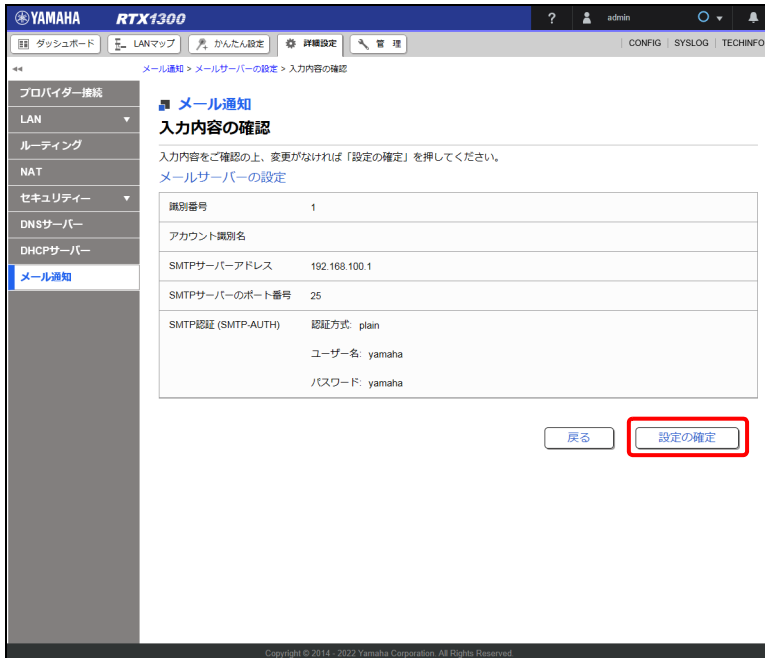 YAMAHA RTX1300 ? admin
ダッシュボード LANマップ かんたん設定 詳細設定 管 理 CONFIG SYSLOG TECHINFO
メール通知 > メールサーバーの設定 > 入力内容の確認
プロバイダー接続
LAN
ルーティング
NAT
セキュリティー
DNSサーバー
DHCPサーバー
メール通知
メール通知
入力内容の確認
入力内容をご確認の上、変更がなければ「設定の確定」を押してください。
メールサーバーの設定
識別番号 1
アカウント識別名
SMTPサーバーアドレス 192.168.100.1
SMTPサーバーのポート番号 25
SMTP認証 (SMTP-AUTH) 認証方式: plain
ユーザー名: yamaha
パスワード: yamaha
戻る 設定の確定
Copyright © 2014 - 2022 Yamaha Corporation. All Rights Reserved.